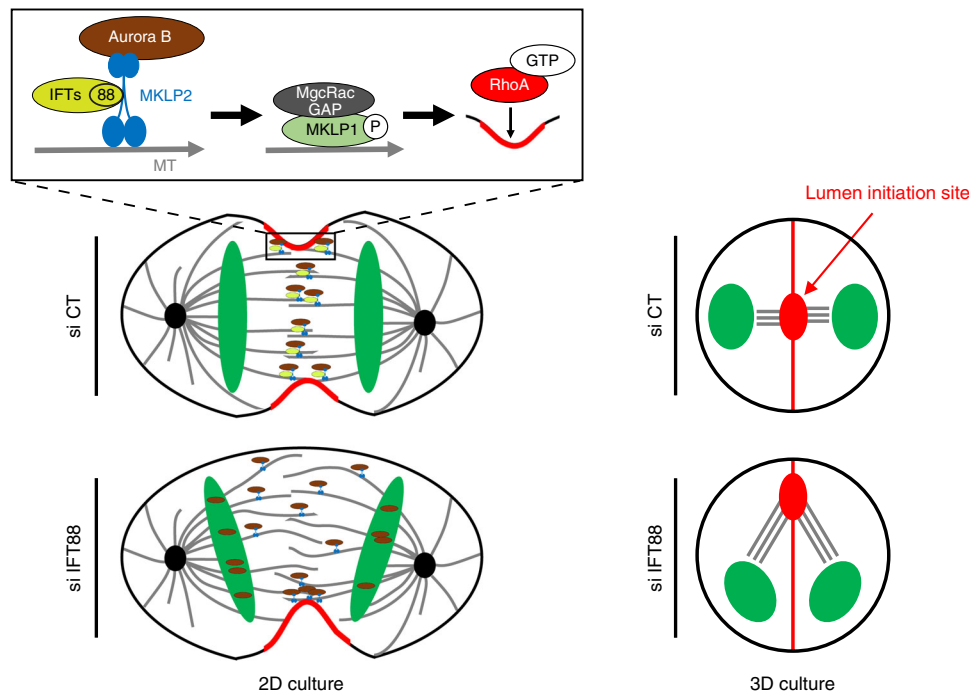 Aurora B
GTP
IFTs 88 MKLP2
MgcRac
GAP
RhoA
MKLP1 P
MT
Lumen initiation site
si CT
si CT
si IFT88
si IFT88
2D culture
3D culture